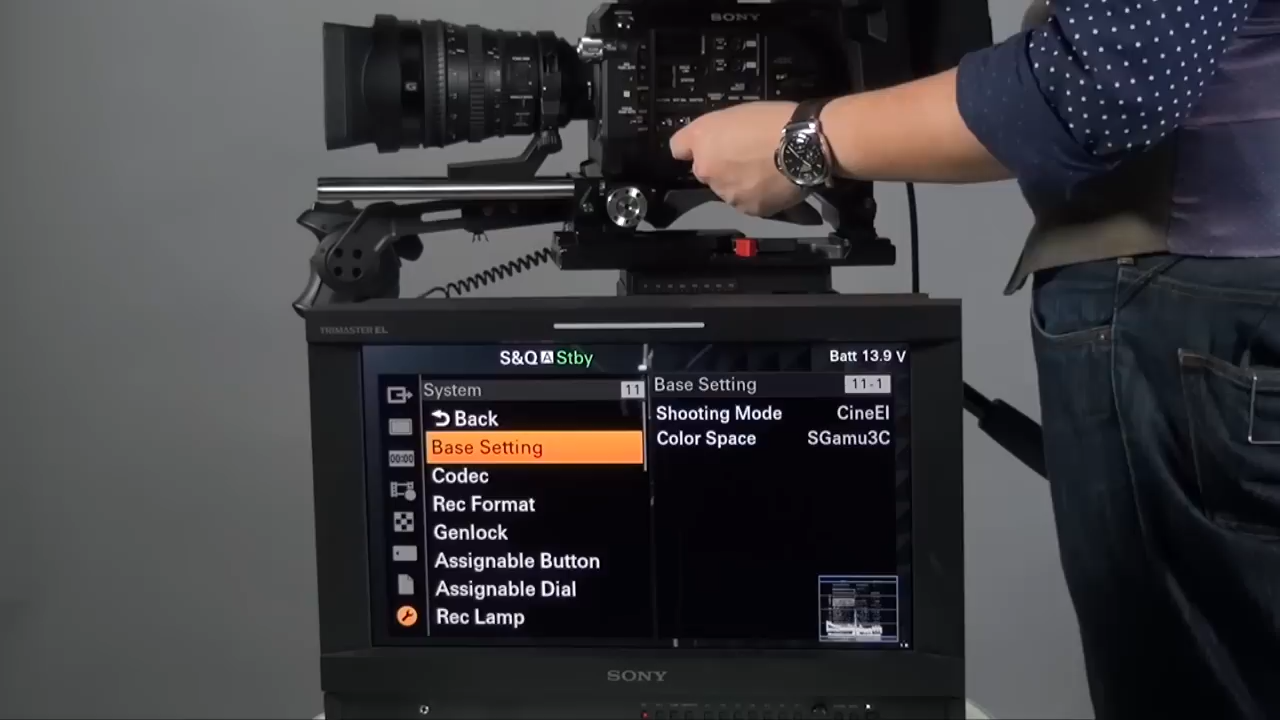 SONY
G
TRIMASTER EL
S&Q A Stby
Batt 13.9 V
System 11
Base Setting 11-1
Back
Shooting Mode CineEI
Base Setting
Color Space SGamu3C
00:00
Codec
Rec Format
Genlock
Assignable Button
Assignable Dial
Rec Lamp
SONY